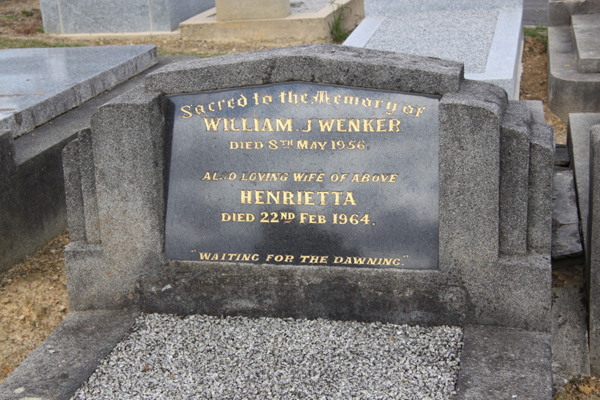 Sacred to the Memory of
WILLIAM. J WENKER
DIED 8TH MAY 1956.
ALSO LOVING WIFE OF ABOVE
HENRIETTA
DIED 22ND FEB 1964.
"WAITING FOR THE DAWNING."